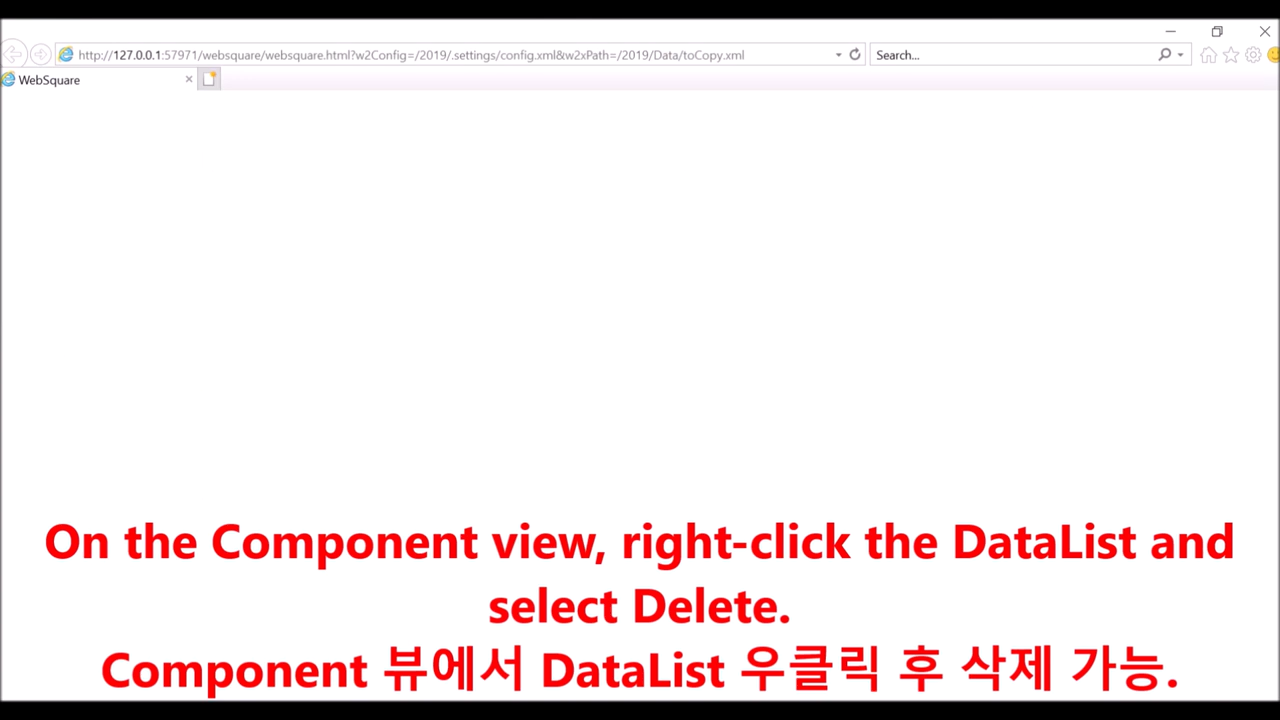 http://127.0.0.1:57971/websquare/websquare.html?w2Config=/2019/.settings/config.xml&w2xPath=/2019/Data/toCopy.xml
Search...
WebSquare
On the Component view, right-click the DataList and
select Delete.
Component 뷰에서 DataList 우클릭 후 삭제 가능.